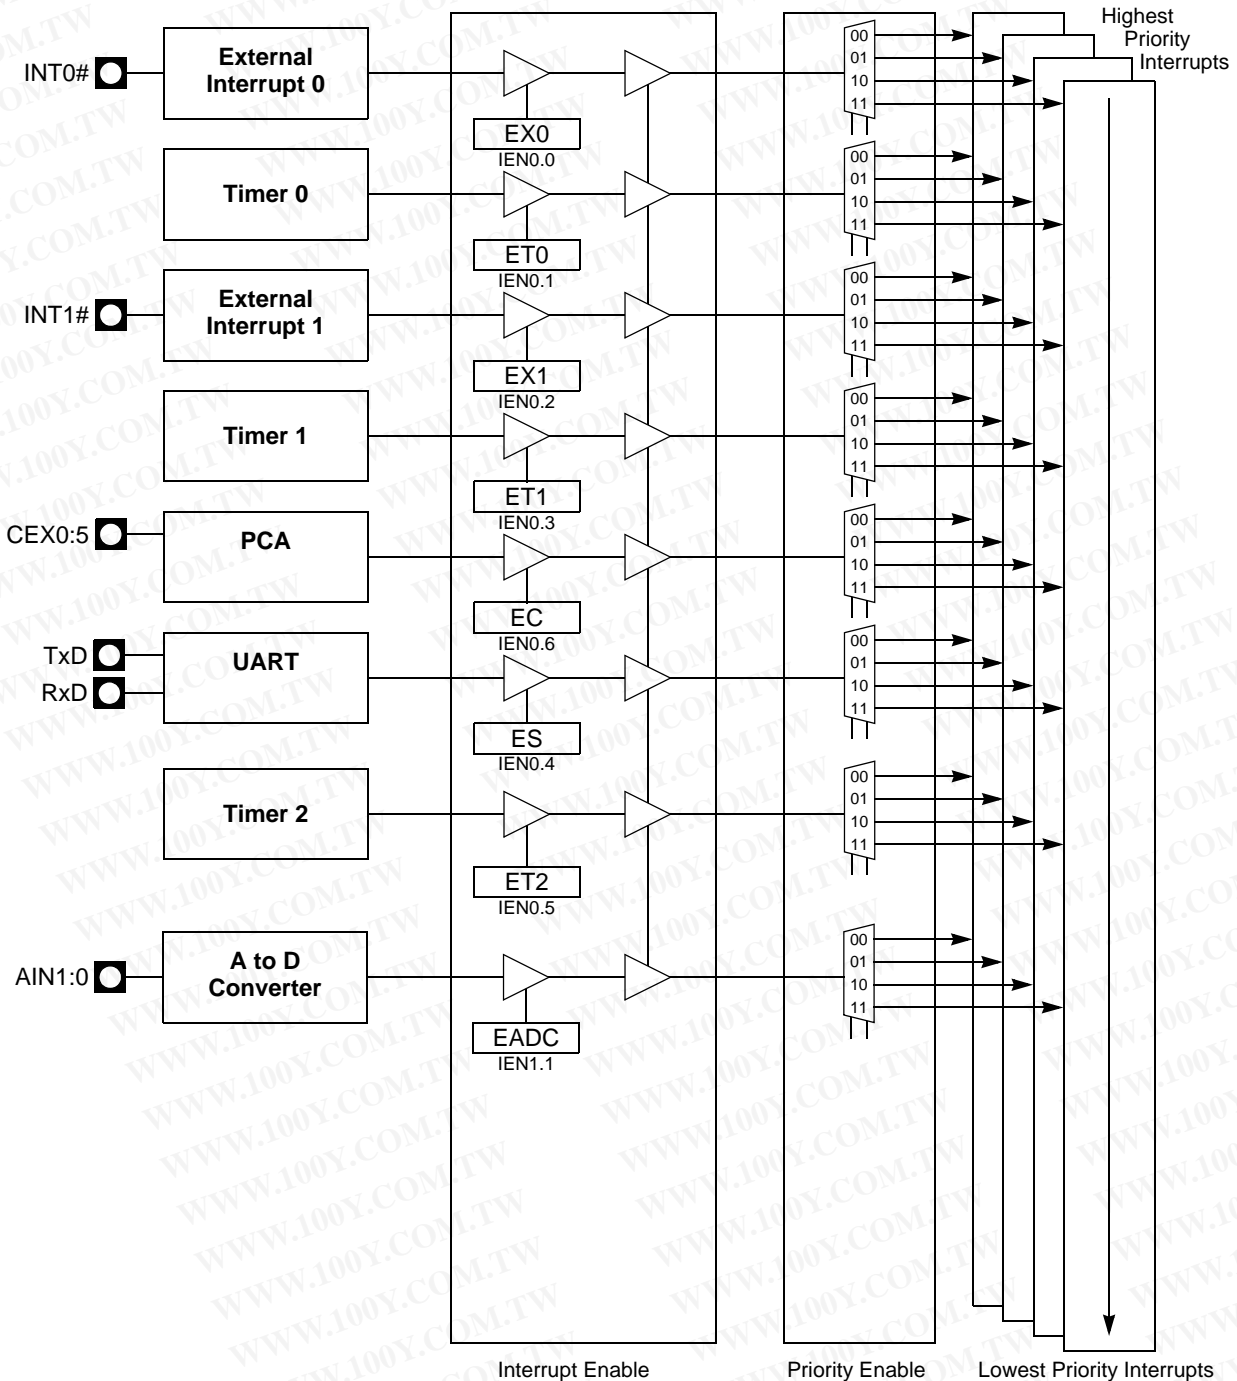 Highest
Priority
Interrupts
INT0#
External
Interrupt 0
EX0
IEN0.0
00
01
10
11
Timer 0
ET0
IEN0.1
00
01
10
11
INT1#
External
Interrupt 1
EX1
IEN0.2
00
01
10
11
Timer 1
ET1
IEN0.3
00
01
10
11
CEX0:5
PCA
EC
IEN0.6
00
01
10
11
TxD
RxD
UART
ES
IEN0.4
00
01
10
11
Timer 2
ET2
IEN0.5
00
01
10
11
AIN1:0
A to D
Converter
EADC
IEN1.1
00
01
10
11
Interrupt Enable
Priority Enable
Lowest Priority Interrupts
WWW.100Y.COM.TW